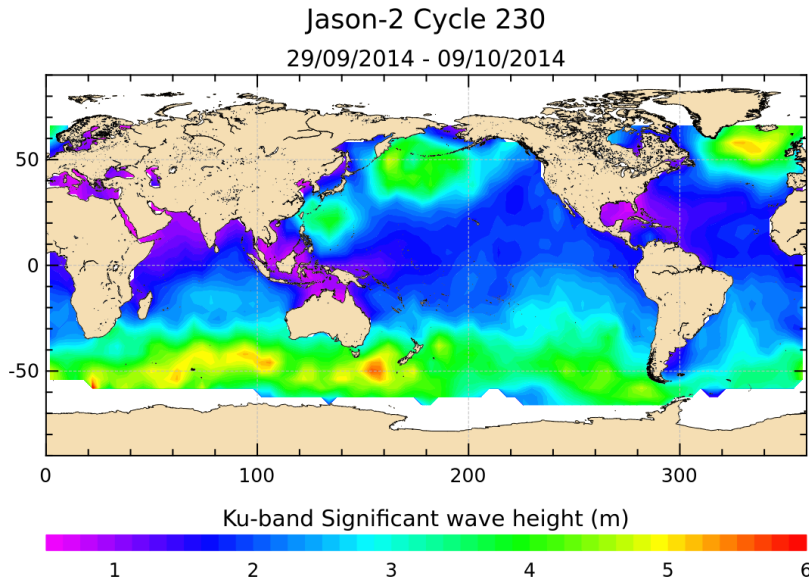 Jason-2 Cycle 230
29/09/2014 - 09/10/2014
50
0
-50
0 100 200 300
Ku-band Significant wave height (m)
1 2 3 4 5 6